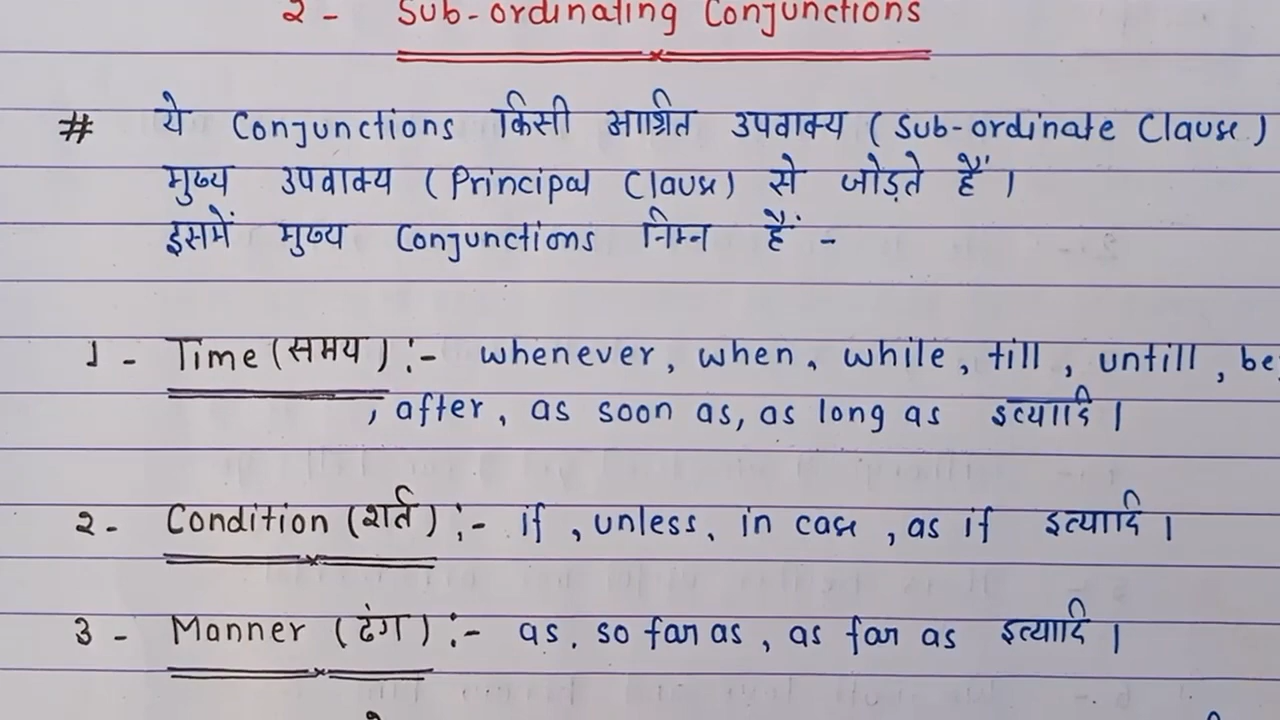 2 - Sub-ordinating Conjunctions
# ये Conjunctions किसी आश्रित उपवाक्य ( Sub-ordinate Clause )
मुख्य उपवाक्य ( Principal Clause ) से जोड़ते हैं ।
इसमें मुख्य Conjunctions निम्न हैं -
1 - Time (समय) :- whenever, when, while, till, untill, be
, after, as soon as, as long as इत्यादि ।
2 - Condition (शर्त) :- if, unless, in case, as if इत्यादि ।
3 - Manner (ढंग) :- as, so far as, as far as इत्यादि ।